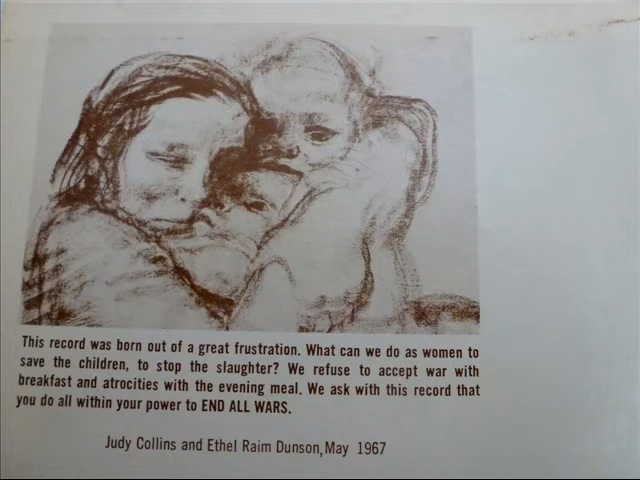 This record was born out of a great frustration. What can we do as women to
save the children, to stop the slaughter? We refuse to accept war with
breakfast and atrocities with the evening meal. We ask with this record that
you do all within your power to END ALL WARS.
Judy Collins and Ethel Raim Dunson, May 1967